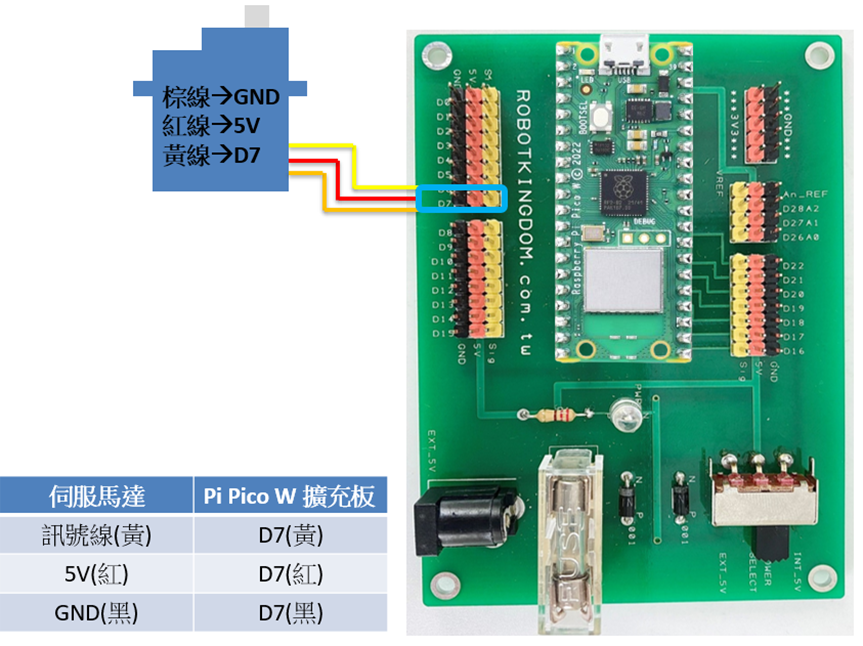 棕線→GND
紅線→5V
黃線→D7
GND
5V
D0
D1
D2
D3
D4
D5
D7
D8
D9
D10
D11
D12
D13
D14
D15
GND
5V
Sig
ROBOTKINGDOM.com.tw
LED
USB
BOOTSEL
Raspberry Pi Pico W © 2022
DEBUG
***3V3***
**GND**
VREF
An_REF
D28A2
D27A1
D26A0
D22
D21
D20
D19
D18
D17
D16
Sig
5V
GND
EXT_5V
FUSE
N
P
N
P
EXT_5V
POWER
SELECT
INT_5V
伺服馬達
Pi Pico W 擴充板
訊號線(黃)
D7(黃)
5V(紅)
D7(紅)
GND(黑)
D7(黑)